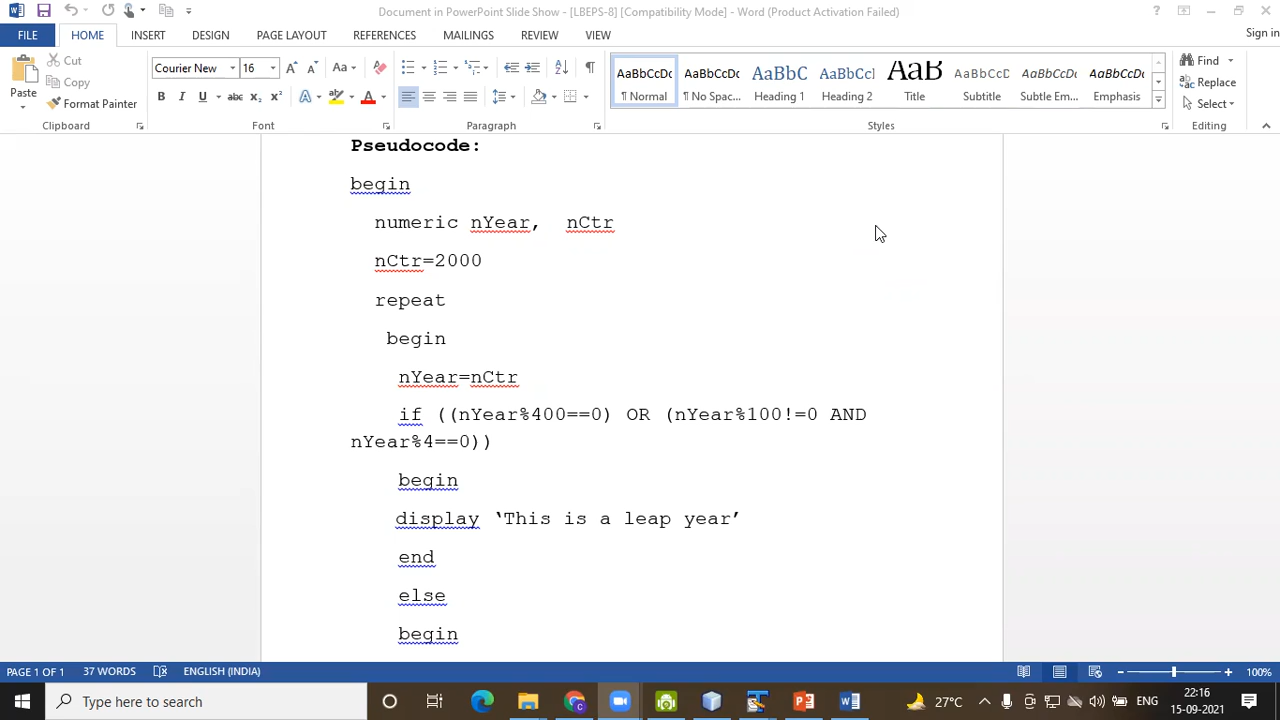 Document in PowerPoint Slide Show - [LBEPS-8] [Compatibility Mode] - Word (Product Activation Failed)
FILE HOME INSERT DESIGN PAGE LAYOUT REFERENCES MAILINGS REVIEW VIEW Sign in
Paste Cut Copy Format Painter
Courier New 16 Aa
B I U abc x₂ x² A A
AaBbCcDc ¶ Normal
AaBbCcDc ¶ No Spac...
AaBbC Heading 1
AaBbCcl Heading 2
AaB Title
AaBbCcD Subtitle
AaBbCcDc Subtle Em...
AaBbCcDc Emphasis
Find
Replace
Select
Clipboard Font Paragraph Styles Editing
Pseudocode:
begin
numeric nYear, nCtr
nCtr=2000
repeat
begin
nYear=nCtr
if ((nYear%400==0) OR (nYear%100!=0 AND
nYear%4==0))
begin
display ‘This is a leap year’
end
else
begin
PAGE 1 OF 1 37 WORDS ENGLISH (INDIA) 100%
Type here to search 27°C ENG 22:16
15-09-2021